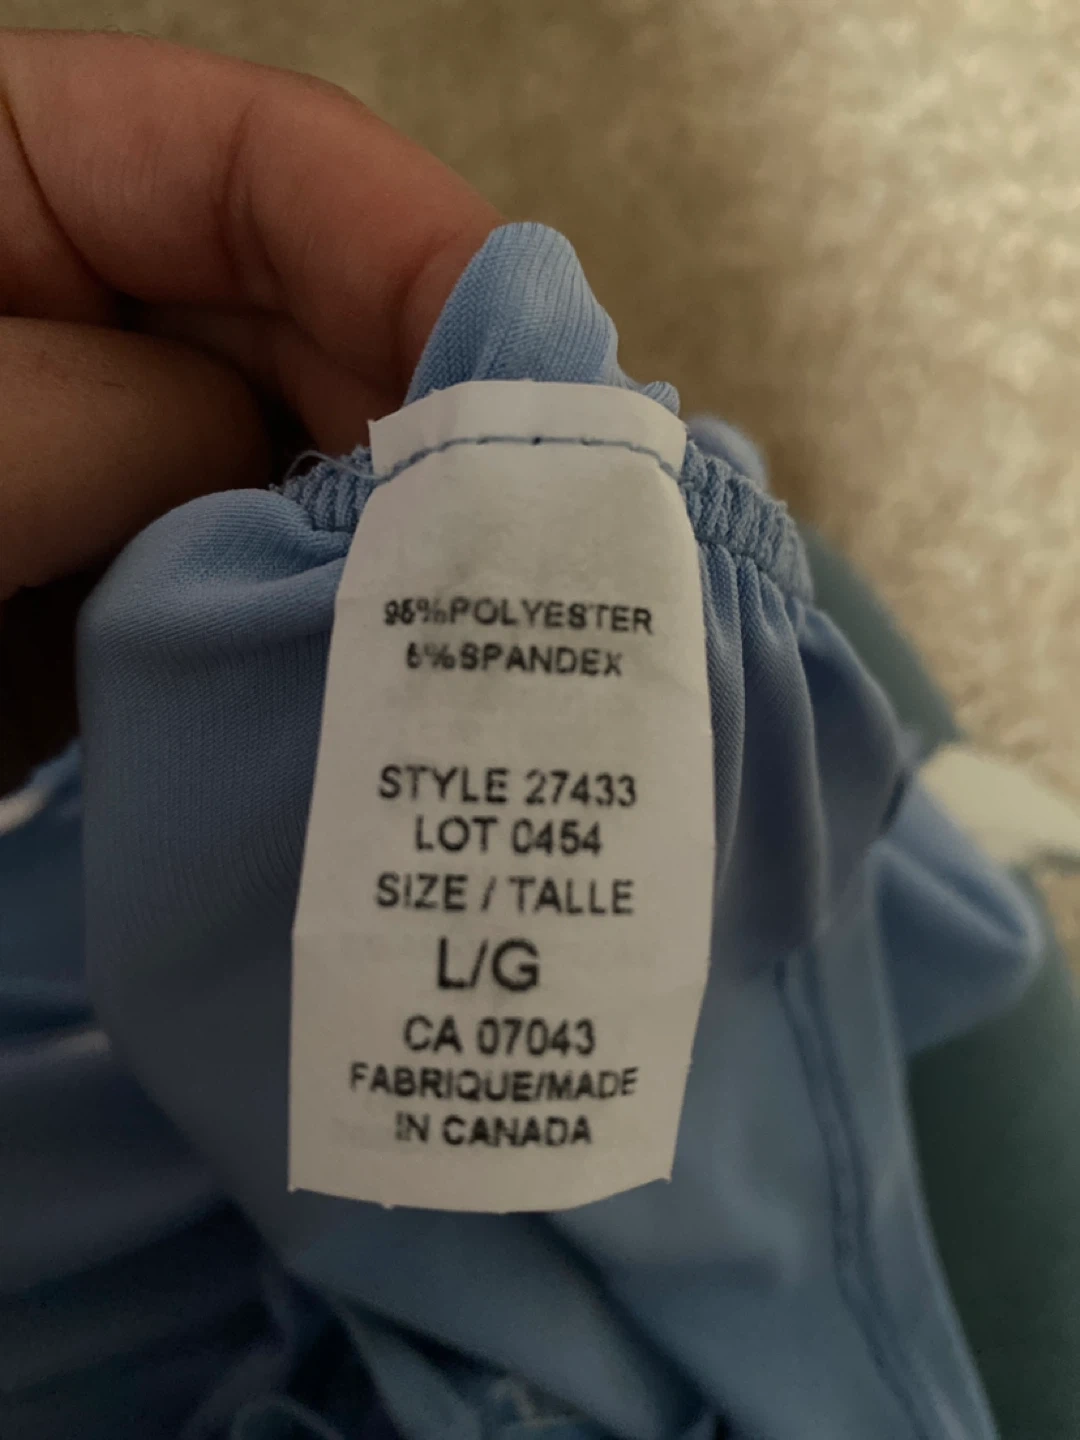 95%POLYESTER
5%SPANDEX
STYLE 27433
LOT 0454
SIZE / TALLE
L/G
CA 07043
FABRIQUE/MADE
IN CANADA